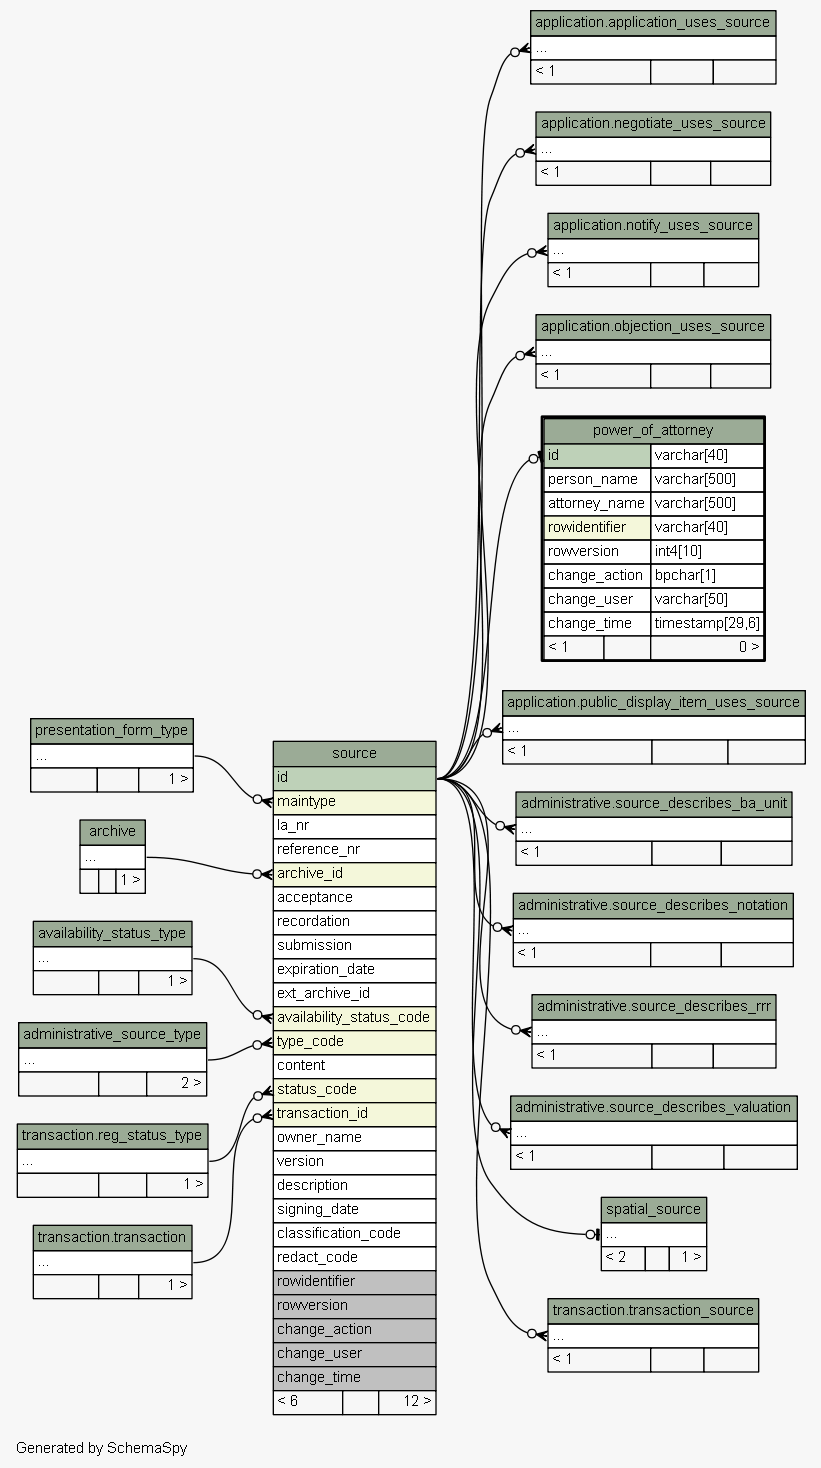 application.application_uses_source
...
< 1
application.negotiate_uses_source
...
< 1
application.notify_uses_source
...
< 1
application.objection_uses_source
...
< 1
power_of_attorney
id varchar[40]
person_name varchar[500]
attorney_name varchar[500]
rowidentifier varchar[40]
rowversion int4[10]
change_action bpchar[1]
change_user varchar[50]
change_time timestamp[29,6]
< 1 0 >
presentation_form_type
...
1 >
archive
...
1 >
availability_status_type
...
1 >
administrative_source_type
...
2 >
transaction.reg_status_type
...
1 >
transaction.transaction
...
1 >
source
id
maintype
la_nr
reference_nr
archive_id
acceptance
recordation
submission
expiration_date
ext_archive_id
availability_status_code
type_code
content
status_code
transaction_id
owner_name
version
description
signing_date
classification_code
redact_code
rowidentifier
rowversion
change_action
change_user
change_time
< 6 12 >
application.public_display_item_uses_source
...
< 1
administrative.source_describes_ba_unit
...
< 1
administrative.source_describes_notation
...
< 1
administrative.source_describes_rrr
...
< 1
administrative.source_describes_valuation
...
< 1
spatial_source
...
< 2 1 >
transaction.transaction_source
...
< 1
Generated by SchemaSpy